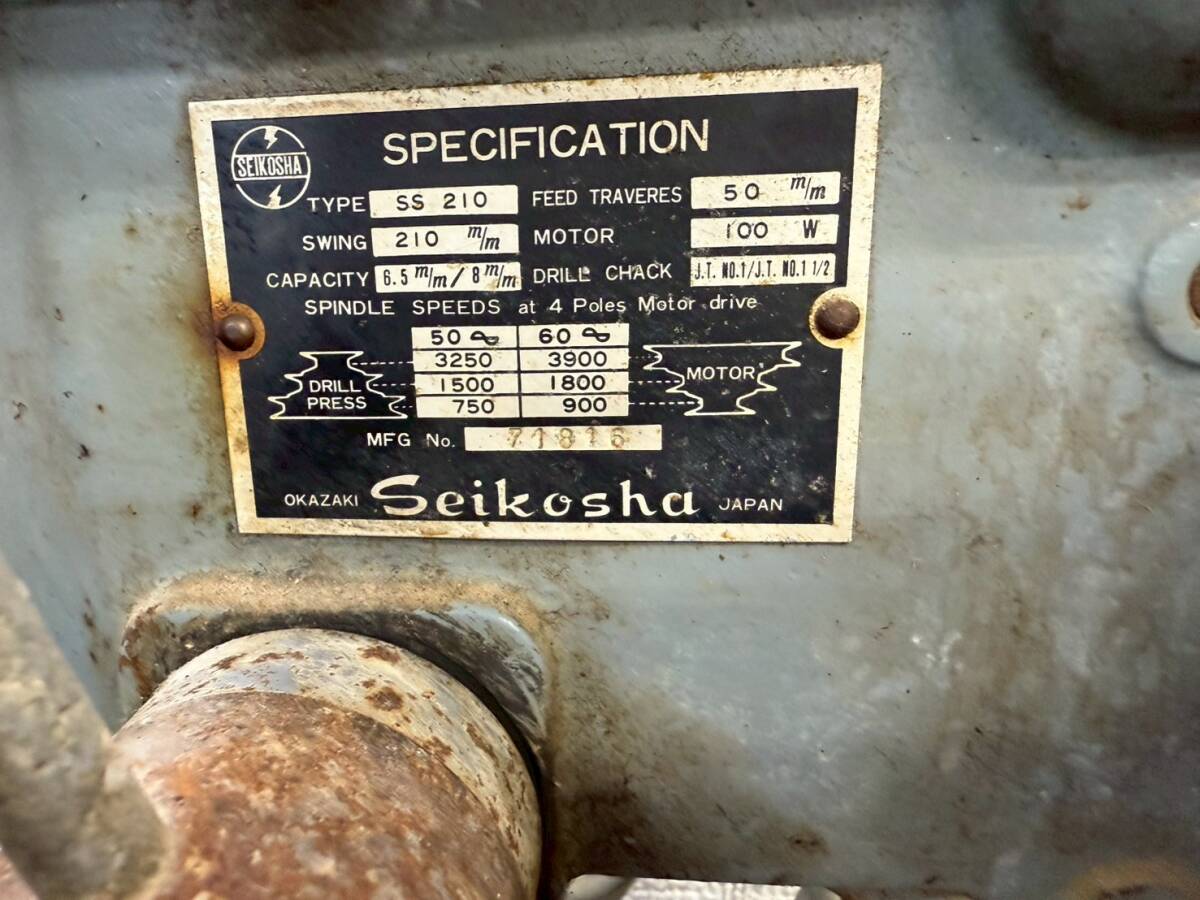 SPECIFICATION
SEIKOSHA
TYPE SS 210 FEED TRAVERES 50 m/m
SWING 210 m/m MOTOR 100 W
CAPACITY 6.5 m/m / 8 m/m DRILL CHACK J.T. NO.1/J.T. NO.1 1/2
SPINDLE SPEEDS at 4 Poles Motor drive
50 ∿ 60 ∿
3250 3900
DRILL 1500 1800 MOTOR
PRESS 750 900
MFG No. 71816
OKAZAKI Seikosha JAPAN